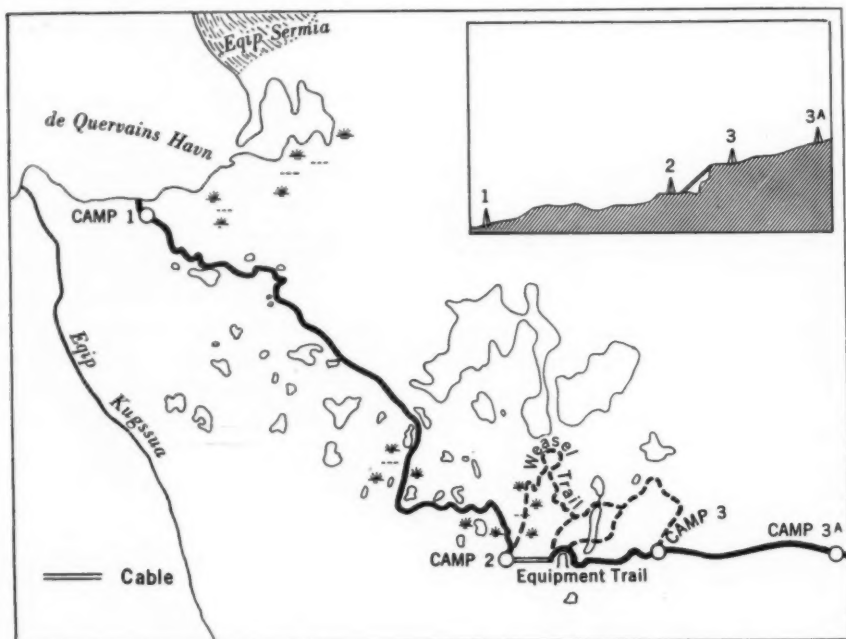 Eqip Sermia
de Quervains Havn
CAMP 1
Eqip
Kugssua
Weasel
Trail
CAMP 2
Equipment Trail
CAMP 3
CAMP 3A
Cable
1
2
3
3A